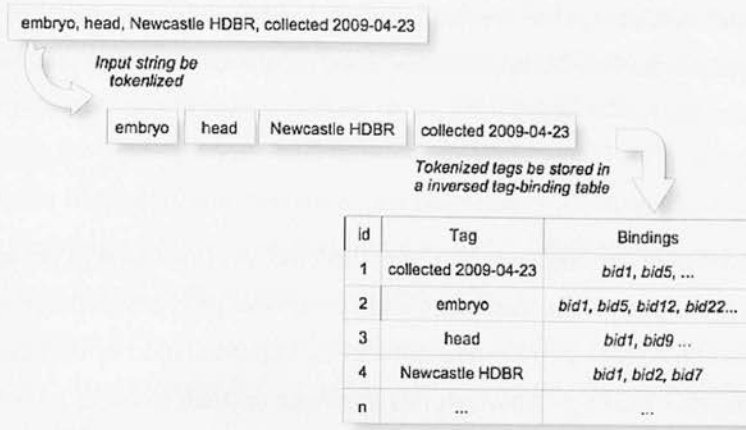 embryo, head, Newcastle HDBR, collected 2009-04-23
Input string be
tokenlized
embryo head Newcastle HDBR collected 2009-04-23
Tokenized tags be stored in
a inversed tag-binding table
id Tag Bindings
1 collected 2009-04-23 bid1, bid5, ...
2 embryo bid1, bid5, bid12, bid22...
3 head bid1, bid9 ...
4 Newcastle HDBR bid1, bid2, bid7
n ... ...